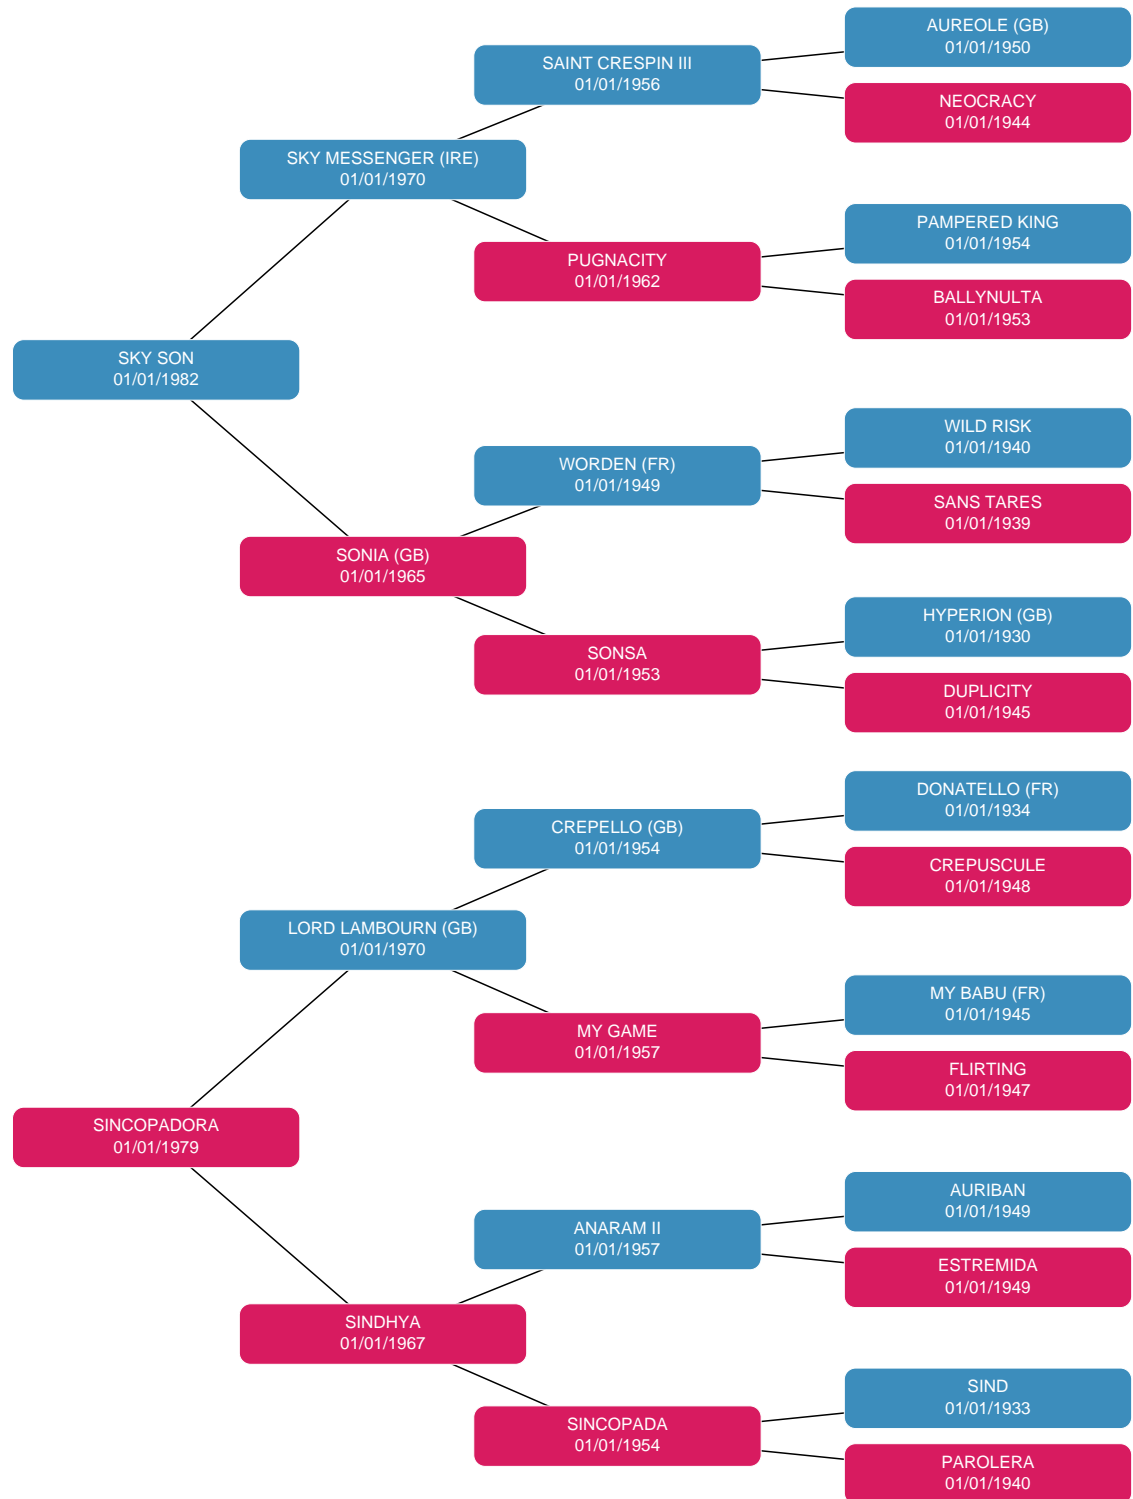 AUREOLE (GB)
01/01/1950
SAINT CRESPIN III
01/01/1956
NEOCRACY
01/01/1944
SKY MESSENGER (IRE)
01/01/1970
PAMPERED KING
01/01/1954
PUGNACITY
01/01/1962
BALLYNULTA
01/01/1953
SKY SON
01/01/1982
WILD RISK
01/01/1940
WORDEN (FR)
01/01/1949
SANS TARES
01/01/1939
SONIA (GB)
01/01/1965
HYPERION (GB)
01/01/1930
SONSA
01/01/1953
DUPLICITY
01/01/1945
DONATELLO (FR)
01/01/1934
CREPELLO (GB)
01/01/1954
CREPUSCULE
01/01/1948
LORD LAMBOURN (GB)
01/01/1970
MY BABU (FR)
01/01/1945
MY GAME
01/01/1957
FLIRTING
01/01/1947
SINCOPADORA
01/01/1979
AURIBAN
01/01/1949
ANARAM II
01/01/1957
ESTREMIDA
01/01/1949
SINDHYA
01/01/1967
SIND
01/01/1933
SINCOPADA
01/01/1954
PAROLERA
01/01/1940